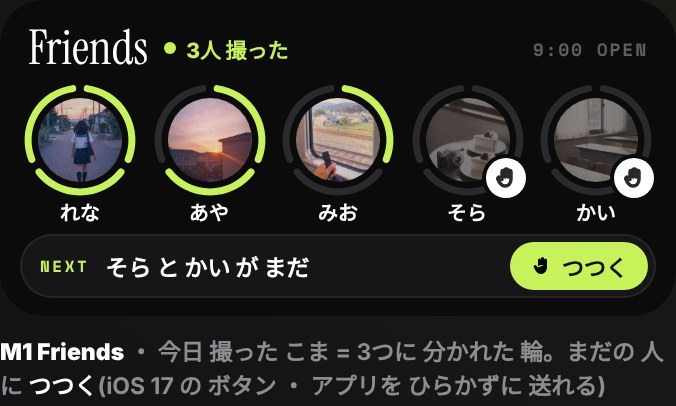 Friends ● 3人 撮った 9:00 OPEN
れな あや みお そら かい
NEXT そら と かい が まだ つつく
M1 Friends ・ 今日 撮った こま = 3つに 分かれた 輪。まだの 人
に つつく(iOS 17 の ボタン ・ アプリを ひらかずに 送れる)